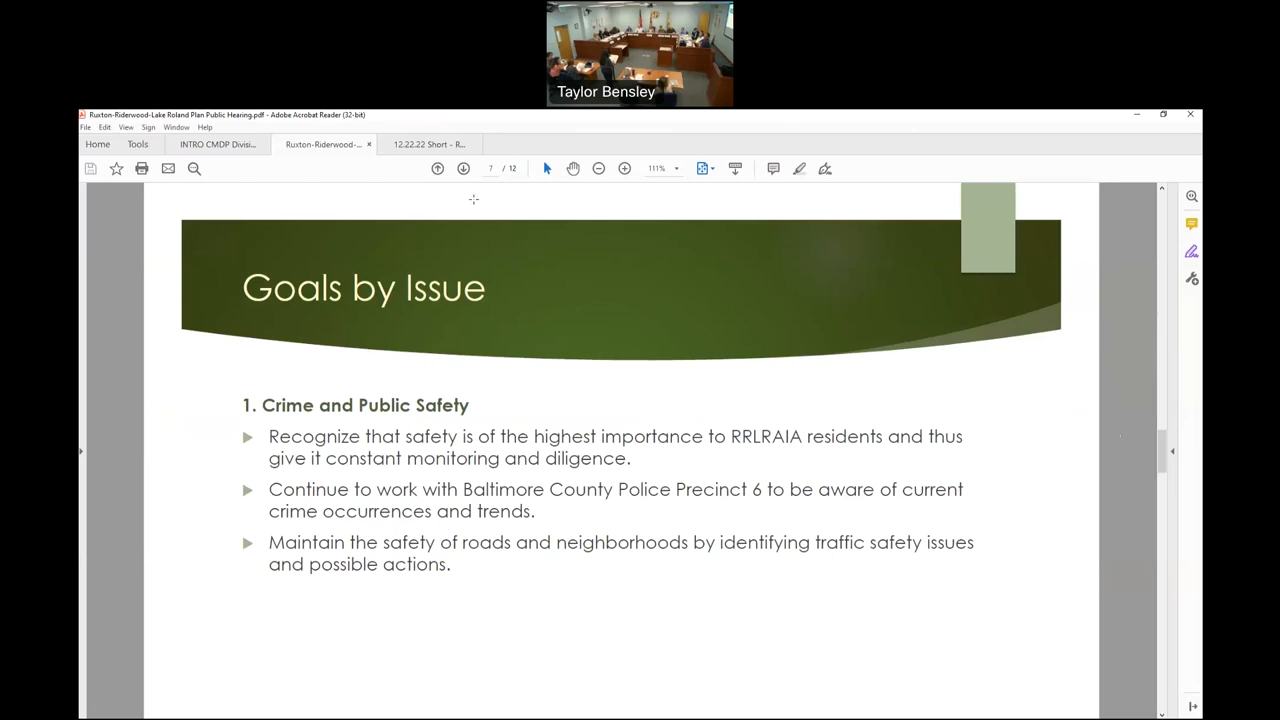 Taylor Bensley
Ruxton-Riderwood-Lake Roland Plan Public Hearing.pdf - Adobe Acrobat Reader (32-bit)
File Edit View Sign Window Help
Home Tools INTRO CMDP Divisi... Ruxton-Riderwood-... 12.22.22 Short - R...
7 / 12 111%
Goals by Issue
1. Crime and Public Safety
Recognize that safety is of the highest importance to RRLRAIA residents and thus
give it constant monitoring and diligence.
Continue to work with Baltimore County Police Precinct 6 to be aware of current
crime occurrences and trends.
Maintain the safety of roads and neighborhoods by identifying traffic safety issues
and possible actions.